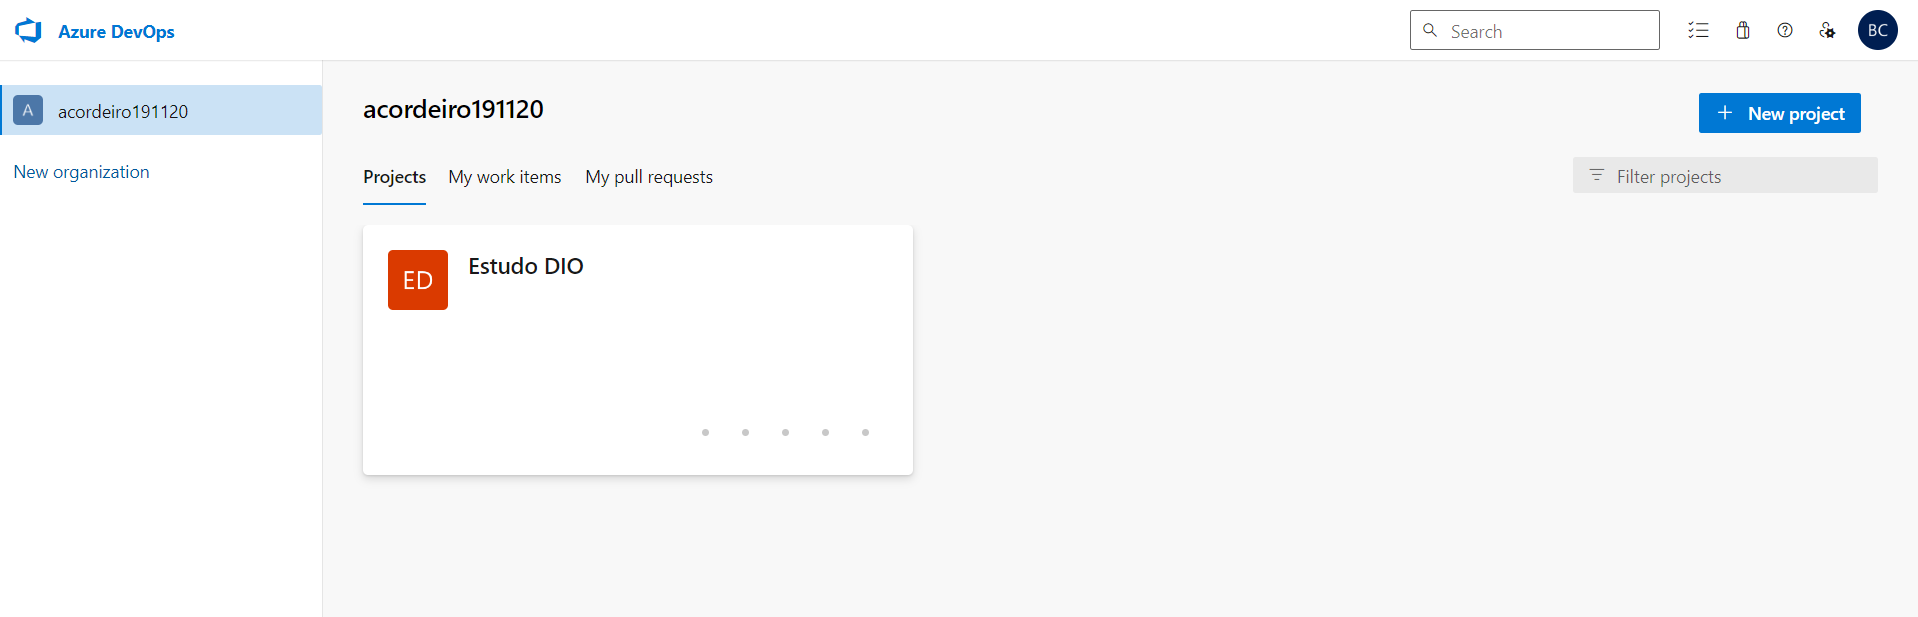 Azure DevOps
Search
BC
A
acordeiro191120
New organization
acordeiro191120
New project
Projects
My work items
My pull requests
Filter projects
ED
Estudo DIO